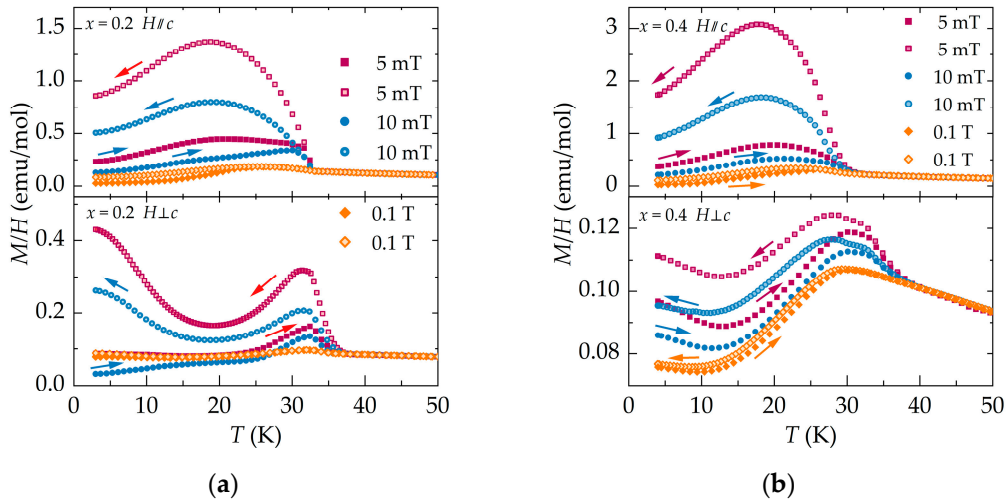 x = 0.2 H∥c
5 mT
5 mT
10 mT
10 mT
1.5
1.0
0.5
0.0
x = 0.2 H⊥c
0.1 T
0.1 T
0.4
0.2
0.0
M/H (emu/mol)
0 10 20 30 40 50
T (K)
(a)
x = 0.4 H∥c
5 mT
5 mT
10 mT
10 mT
0.1 T
0.1 T
3
2
1
0
x = 0.4 H⊥c
0.12
0.10
0.08
M/H (emu/mol)
0 10 20 30 40 50
T (K)
(b)